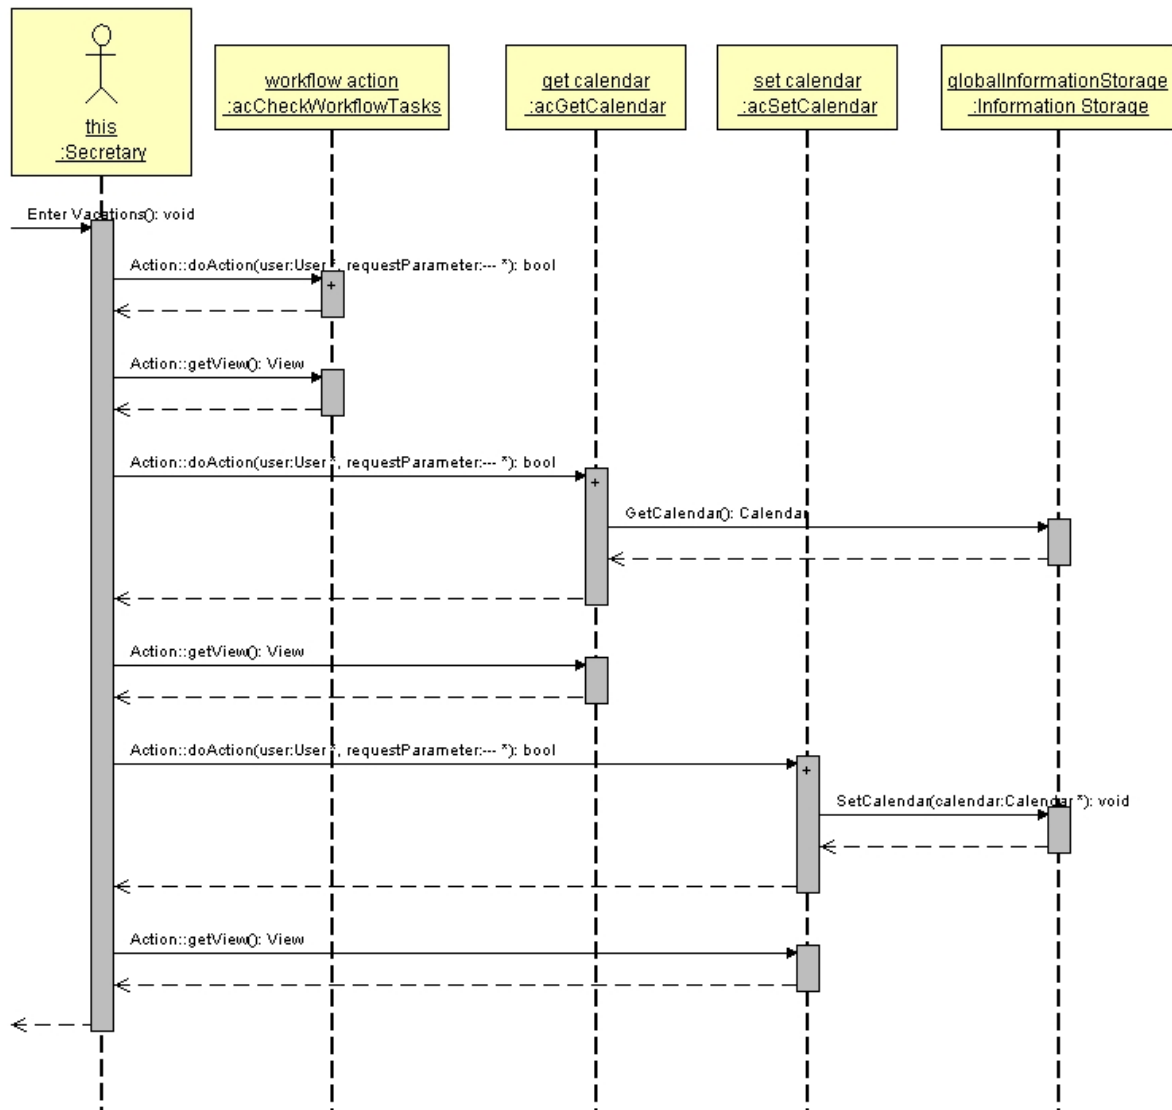 this
:Secretary
workflow action
:acCheckWorkflowTasks
get calendar
:acGetCalendar
set calendar
:acSetCalendar
globalInformationStorage
:Information Storage
Enter Vacations(): void
Action::doAction(user:User *, requestParameter:--- *): bool
+
Action::getView(): View
Action::doAction(user:User *, requestParameter:--- *): bool
+
GetCalendar(): Calendar
Action::getView(): View
Action::doAction(user:User *, requestParameter:--- *): bool
+
SetCalendar(calendar:Calendar *): void
Action::getView(): View